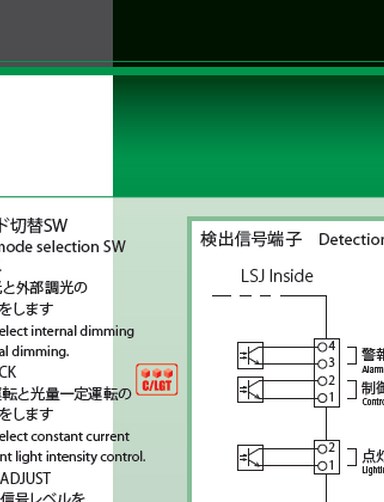 ド切替SW
mode selection SW
と外部調光の
をします
elect internal dimming
al dimming.
CK
転と光量一定運転の
をします
elect constant current
nt light intensity control.
ADJUST
信号レベルを
C/LGT
検出信号端子 Detection
LSJ Inside
4
3
警報
Alarm
2
1
制御
Contro
2
1
点灯
Lighti